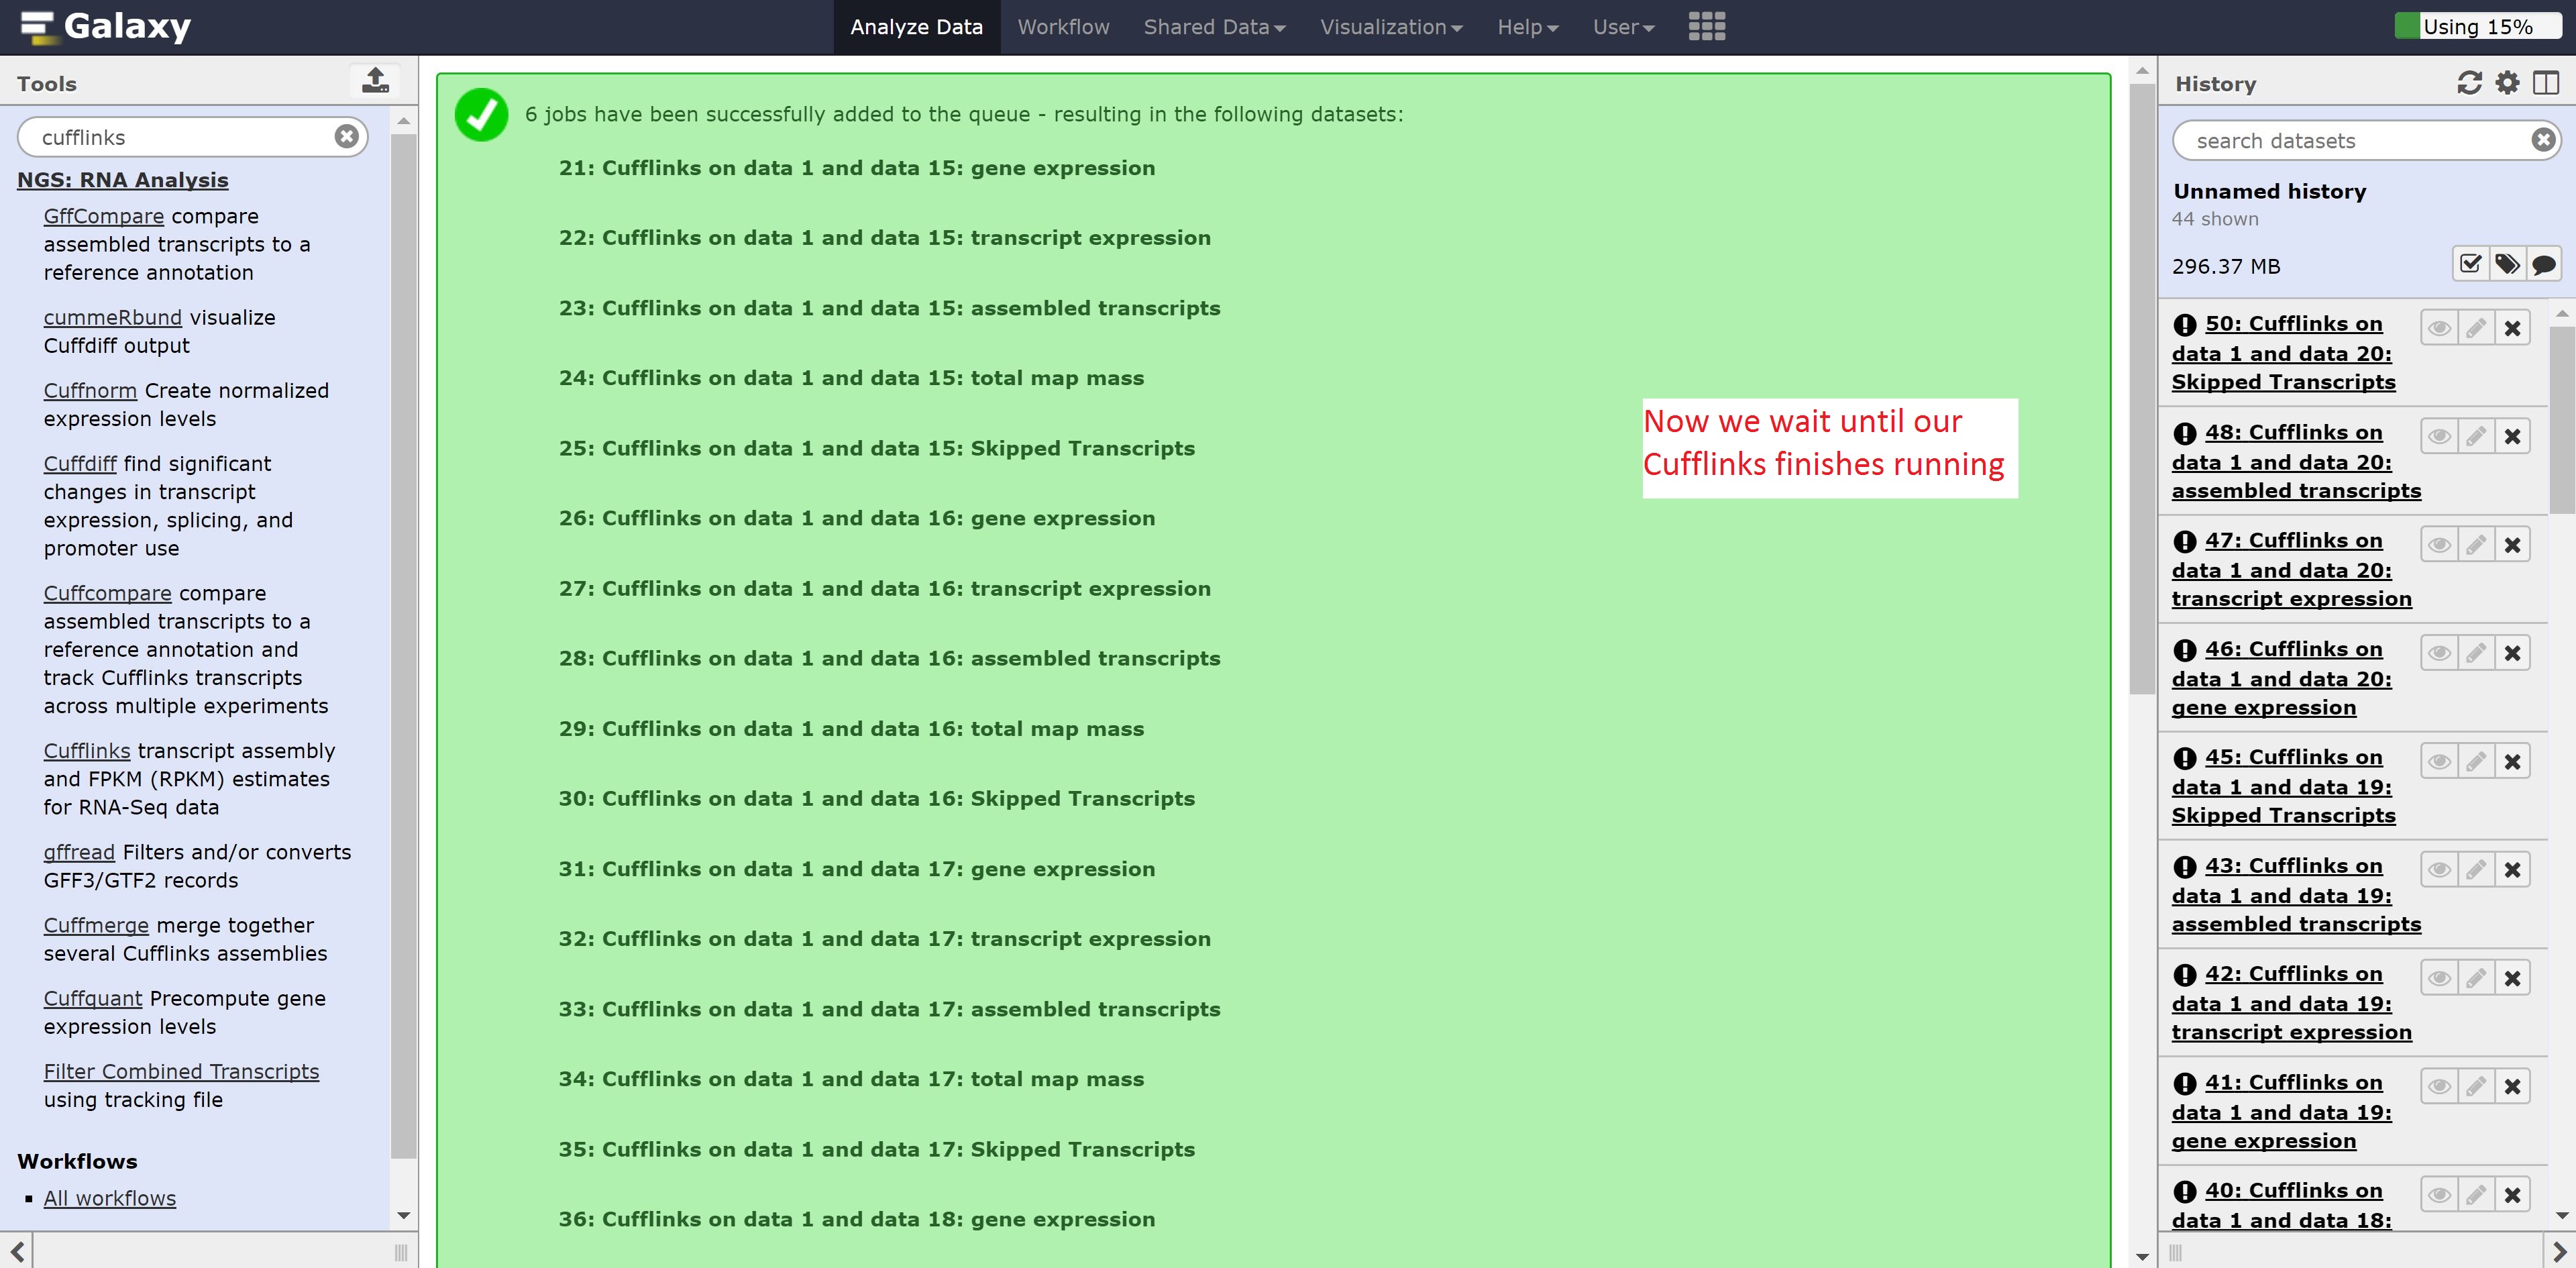 Galaxy
Analyze Data
Workflow
Shared Data
Visualization
Help
User
Using 15%
Tools
cufflinks
NGS: RNA Analysis
GffCompare compare
assembled transcripts to a
reference annotation
cummeRbund visualize
Cuffdiff output
Cuffnorm Create normalized
expression levels
Cuffdiff find significant
changes in transcript
expression, splicing, and
promoter use
Cuffcompare compare
assembled transcripts to a
reference annotation and
track Cufflinks transcripts
across multiple experiments
Cufflinks transcript assembly
and FPKM (RPKM) estimates
for RNA-Seq data
gffread Filters and/or converts
GFF3/GTF2 records
Cuffmerge merge together
several Cufflinks assemblies
Cuffquant Precompute gene
expression levels
Filter Combined Transcripts
using tracking file
Workflows
All workflows
6 jobs have been successfully added to the queue - resulting in the following datasets:
21: Cufflinks on data 1 and data 15: gene expression
22: Cufflinks on data 1 and data 15: transcript expression
23: Cufflinks on data 1 and data 15: assembled transcripts
24: Cufflinks on data 1 and data 15: total map mass
25: Cufflinks on data 1 and data 15: Skipped Transcripts
26: Cufflinks on data 1 and data 16: gene expression
27: Cufflinks on data 1 and data 16: transcript expression
28: Cufflinks on data 1 and data 16: assembled transcripts
29: Cufflinks on data 1 and data 16: total map mass
30: Cufflinks on data 1 and data 16: Skipped Transcripts
31: Cufflinks on data 1 and data 17: gene expression
32: Cufflinks on data 1 and data 17: transcript expression
33: Cufflinks on data 1 and data 17: assembled transcripts
34: Cufflinks on data 1 and data 17: total map mass
35: Cufflinks on data 1 and data 17: Skipped Transcripts
36: Cufflinks on data 1 and data 18: gene expression
Now we wait until our
Cufflinks finishes running
History
search datasets
Unnamed history
44 shown
296.37 MB
50: Cufflinks on
data 1 and data 20:
Skipped Transcripts
48: Cufflinks on
data 1 and data 20:
assembled transcripts
47: Cufflinks on
data 1 and data 20:
transcript expression
46: Cufflinks on
data 1 and data 20:
gene expression
45: Cufflinks on
data 1 and data 19:
Skipped Transcripts
43: Cufflinks on
data 1 and data 19:
assembled transcripts
42: Cufflinks on
data 1 and data 19:
transcript expression
41: Cufflinks on
data 1 and data 19:
gene expression
40: Cufflinks on
data 1 and data 18: